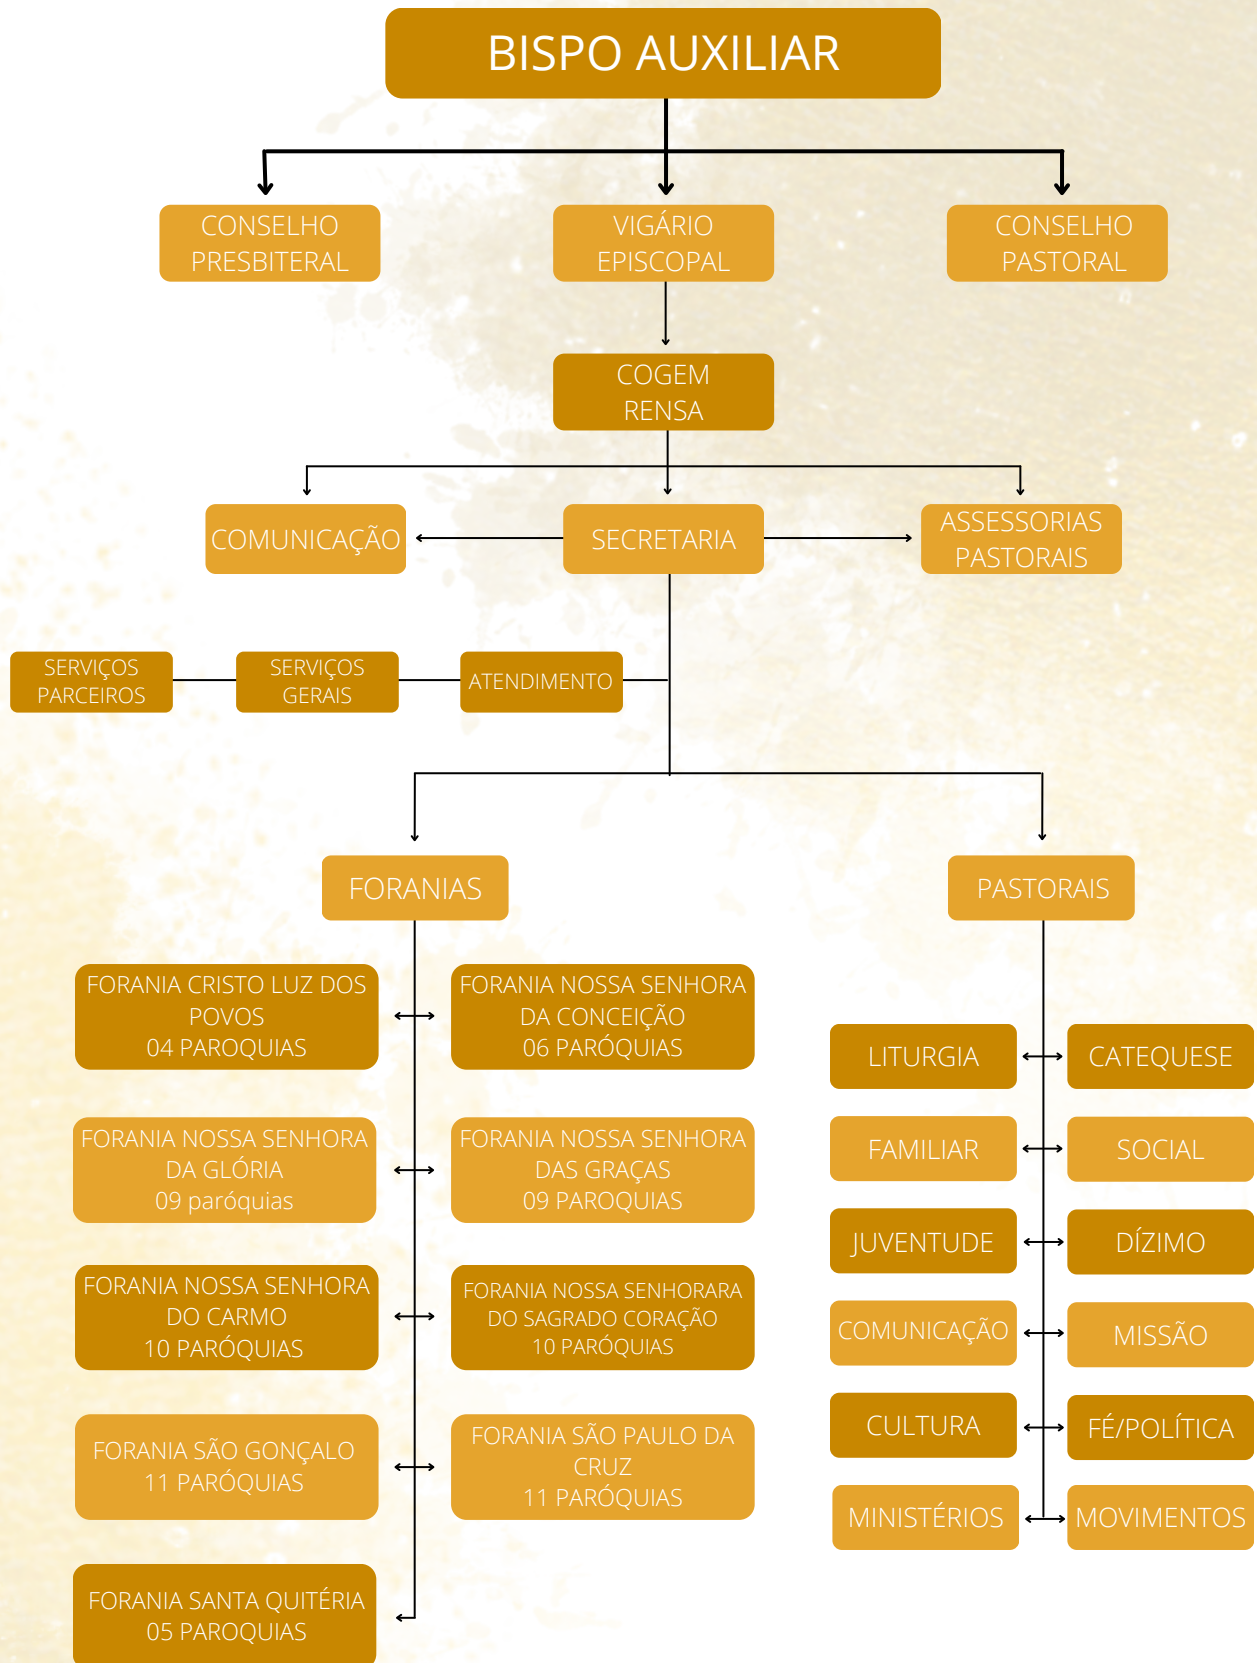 BISPO AUXILIAR
CONSELHO
PRESBITERAL
VIGÁRIO
EPISCOPAL
CONSELHO
PASTORAL
COGEM
RENSA
COMUNICAÇÃO
SECRETARIA
ASSESSORIAS
PASTORAIS
SERVIÇOS
PARCEIROS
SERVIÇOS
GERAIS
ATENDIMENTO
FORANIAS
PASTORAIS
FORANIA CRISTO LUZ DOS
POVOS
04 PAROQUIAS
FORANIA NOSSA SENHORA
DA CONCEIÇÃO
06 PARÓQUIAS
FORANIA NOSSA SENHORA
DA GLÓRIA
09 paróquias
FORANIA NOSSA SENHORA
DAS GRAÇAS
09 PAROQUIAS
FORANIA NOSSA SENHORA
DO CARMO
10 PARÓQUIAS
FORANIA NOSSA SENHORARA
DO SAGRADO CORAÇÃO
10 PARÓQUIAS
FORANIA SÃO GONÇALO
11 PARÓQUIAS
FORANIA SÃO PAULO DA
CRUZ
11 PARÓQUIAS
FORANIA SANTA QUITÉRIA
05 PAROQUIAS
LITURGIA
CATEQUESE
FAMILIAR
SOCIAL
JUVENTUDE
DÍZIMO
COMUNICAÇÃO
MISSÃO
CULTURA
FÉ/POLÍTICA
MINISTÉRIOS
MOVIMENTOS